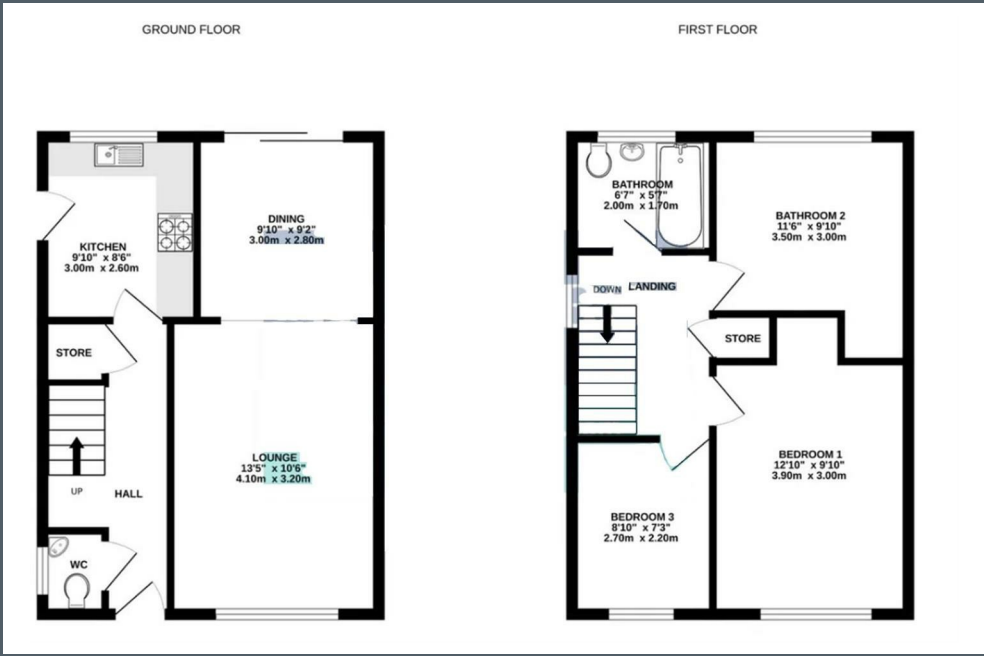 GROUND FLOOR
KITCHEN
9'10" x 8'6"
3.00m x 2.60m
DINING
9'10" x 9'2"
3.00m x 2.80m
STORE
LOUNGE
13'5" x 10'6"
4.10m x 3.20m
UP
HALL
WC
FIRST FLOOR
BATHROOM
6'7" x 5'7"
2.00m x 1.70m
BATHROOM 2
11'6" x 9'10"
3.50m x 3.00m
DOWN
LANDING
STORE
BEDROOM 1
12'10" x 9'10"
3.90m x 3.00m
BEDROOM 3
8'10" x 7'3"
2.70m x 2.20m